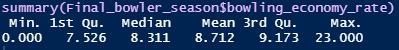 summary(Final_bowler_season$bowling_economy_rate)
Min. 1st Qu. Median Mean 3rd Qu. Max.
0.000 7.526 8.311 8.712 9.173 23.000